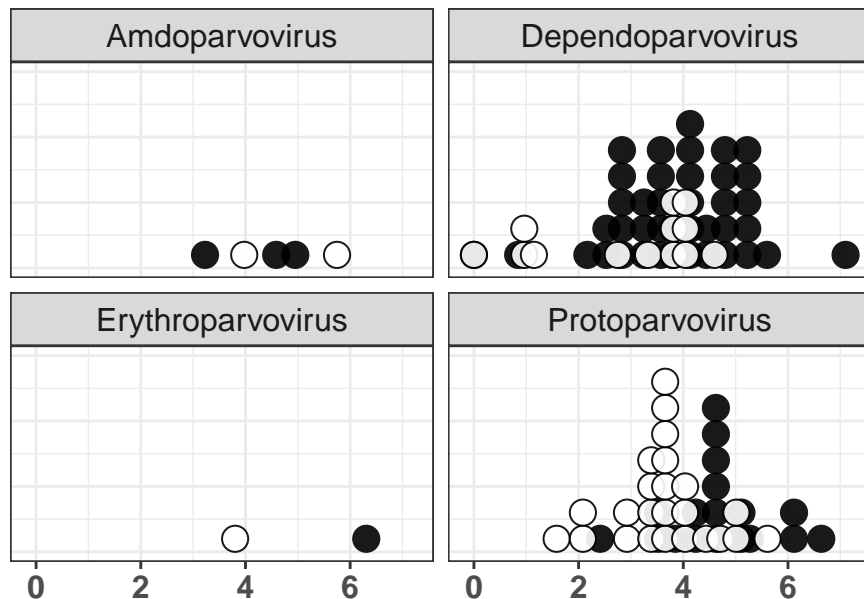 Amdoparvovirus
Dependoparvovirus
Erythroparvovirus
Protoparvovirus
0 2 4 6
0 2 4 6